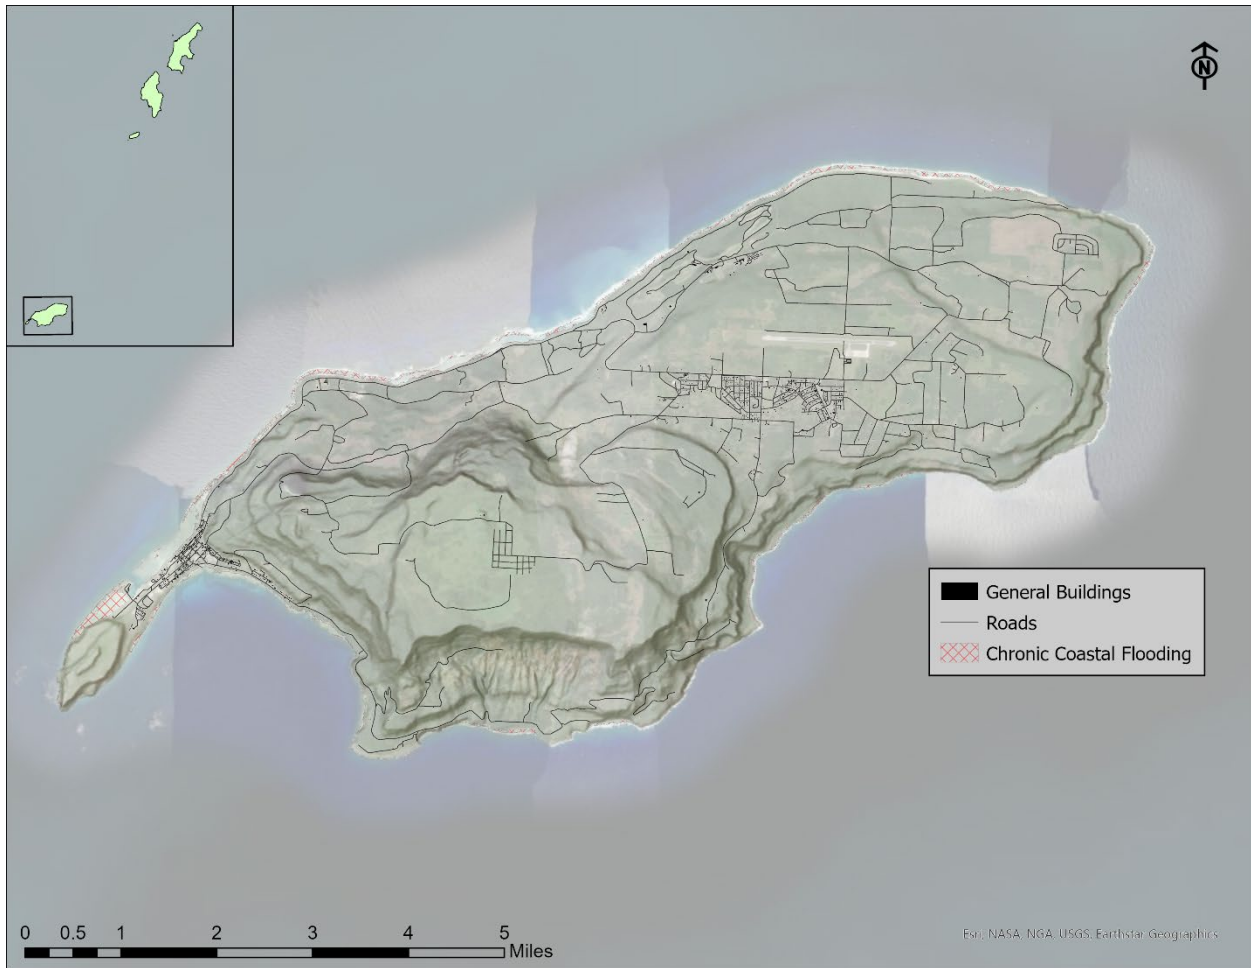 N
General Buildings
Roads
Chronic Coastal Flooding
0 0.5 1 2 3 4 5
Miles
Esri, NASA, NGA, USGS, Earthstar Geographics